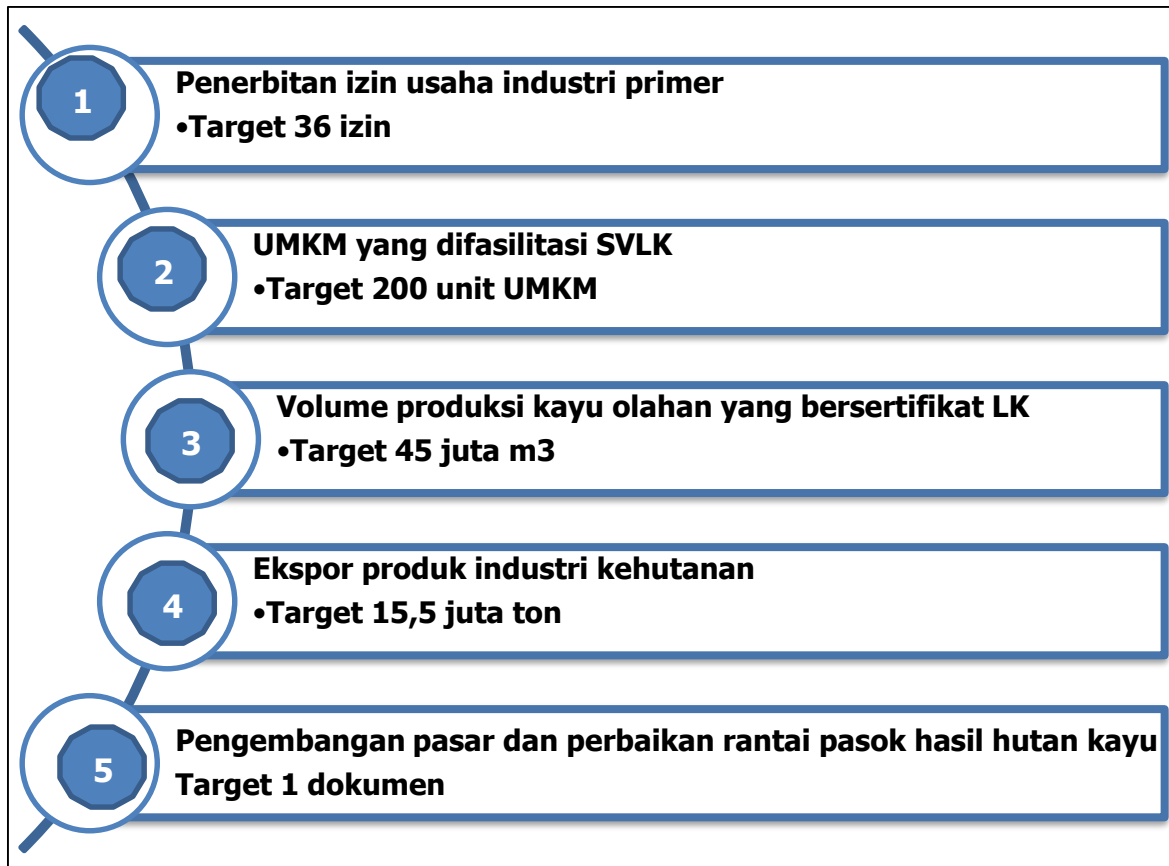 1
Penerbitan izin usaha industri primer
•Target 36 izin
2
UMKM yang difasilitasi SVLK
•Target 200 unit UMKM
3
Volume produksi kayu olahan yang bersertifikat LK
•Target 45 juta m3
4
Ekspor produk industri kehutanan
•Target 15,5 juta ton
5
Pengembangan pasar dan perbaikan rantai pasok hasil hutan kayu
Target 1 dokumen